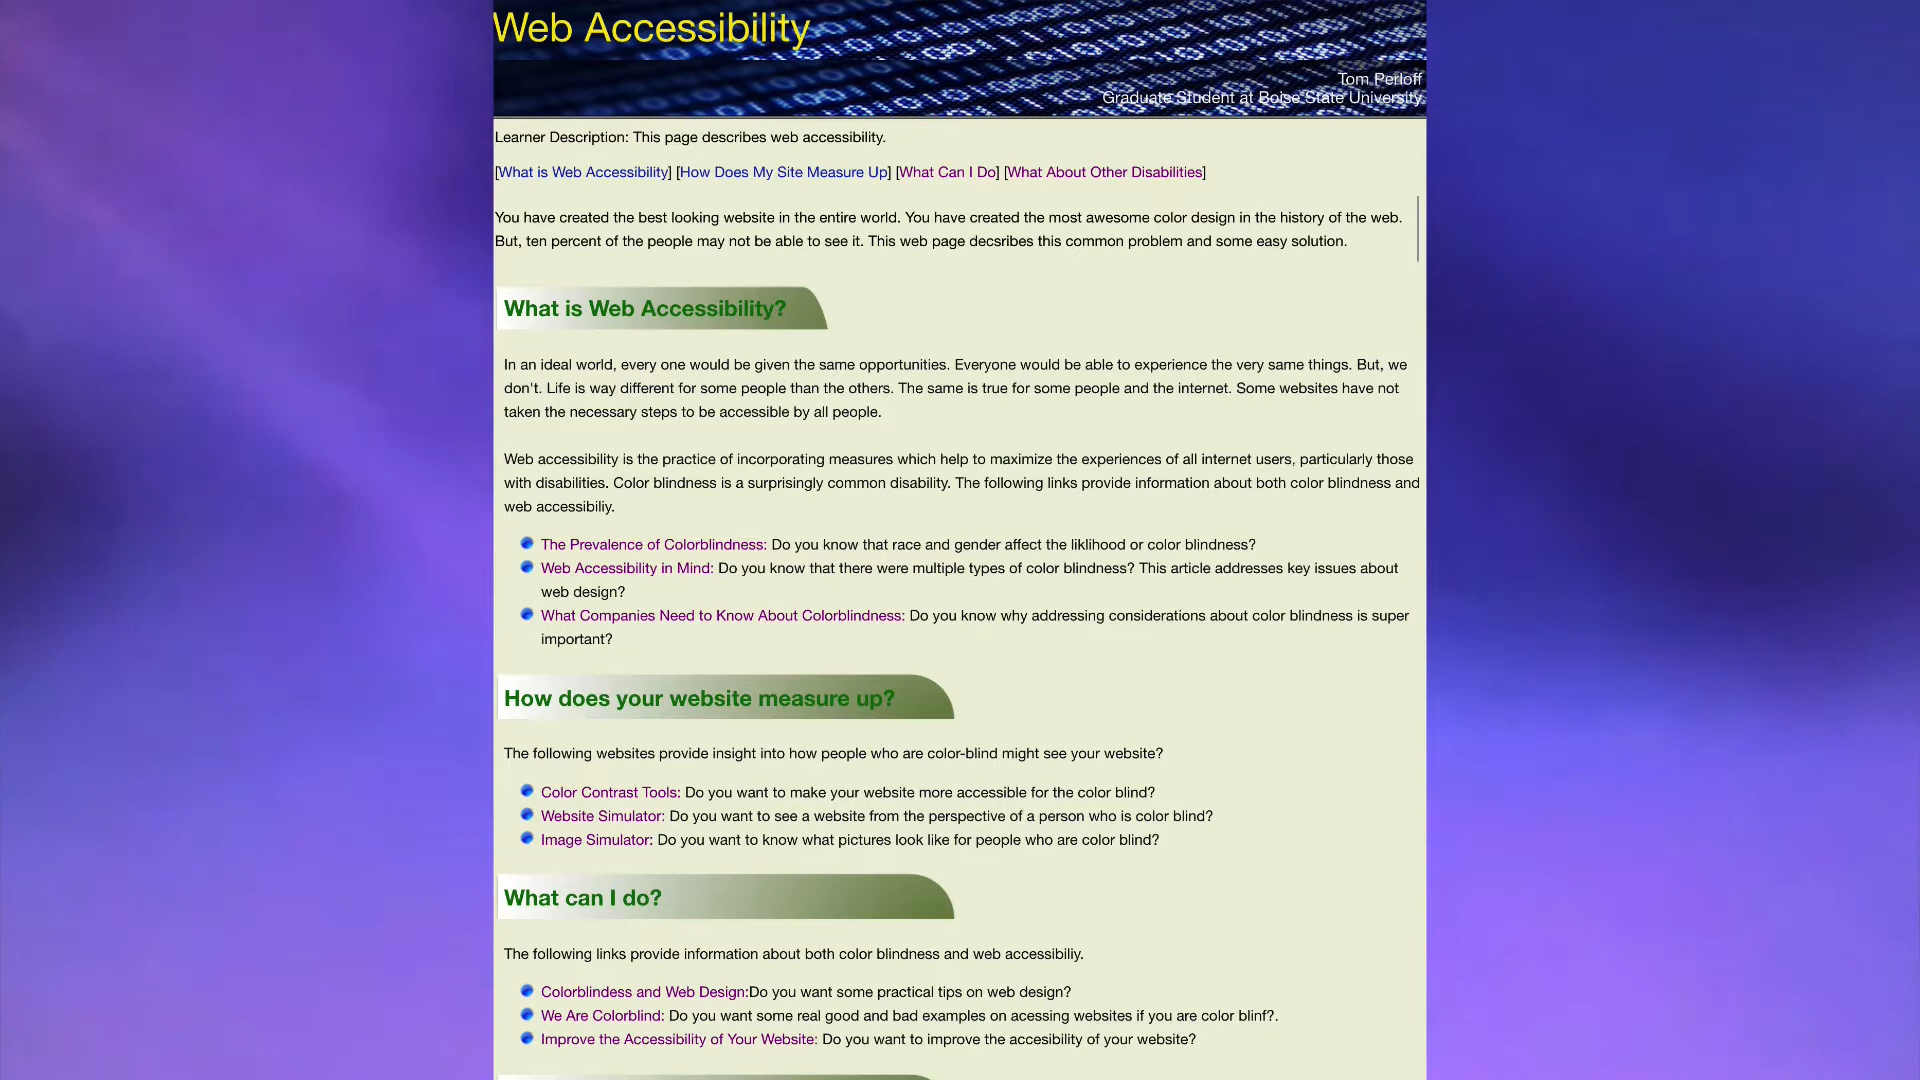 Web Accessibility
Tom Perloff
Graduate Student at Boise State University
Learner Description: This page describes web accessibility.
[What is Web Accessibility] [How Does My Site Measure Up] [What Can I Do] [What About Other Disabilities]
You have created the best looking website in the entire world. You have created the most awesome color design in the history of the web.
But, ten percent of the people may not be able to see it. This web page decsribes this common problem and some easy solution.
What is Web Accessibility?
In an ideal world, every one would be given the same opportunities. Everyone would be able to experience the very same things. But, we
don't. Life is way different for some people than the others. The same is true for some people and the internet. Some websites have not
taken the necessary steps to be accessible by all people.
Web accessibility is the practice of incorporating measures which help to maximize the experiences of all internet users, particularly those
with disabilities. Color blindness is a surprisingly common disability. The following links provide information about both color blindness and
web accessibiliy.
The Prevalence of Colorblindness: Do you know that race and gender affect the liklihood or color blindness?
Web Accessibility in Mind: Do you know that there were multiple types of color blindness? This article addresses key issues about
web design?
What Companies Need to Know About Colorblindness: Do you know why addressing considerations about color blindness is super
important?
How does your website measure up?
The following websites provide insight into how people who are color-blind might see your website?
Color Contrast Tools: Do you want to make your website more accessible for the color blind?
Website Simulator: Do you want to see a website from the perspective of a person who is color blind?
Image Simulator: Do you want to know what pictures look like for people who are color blind?
What can I do?
The following links provide information about both color blindness and web accessibiliy.
Colorblindess and Web Design:Do you want some practical tips on web design?
We Are Colorblind: Do you want some real good and bad examples on acessing websites if you are color blinf?.
Improve the Accessibility of Your Website: Do you want to improve the accesibility of your website?